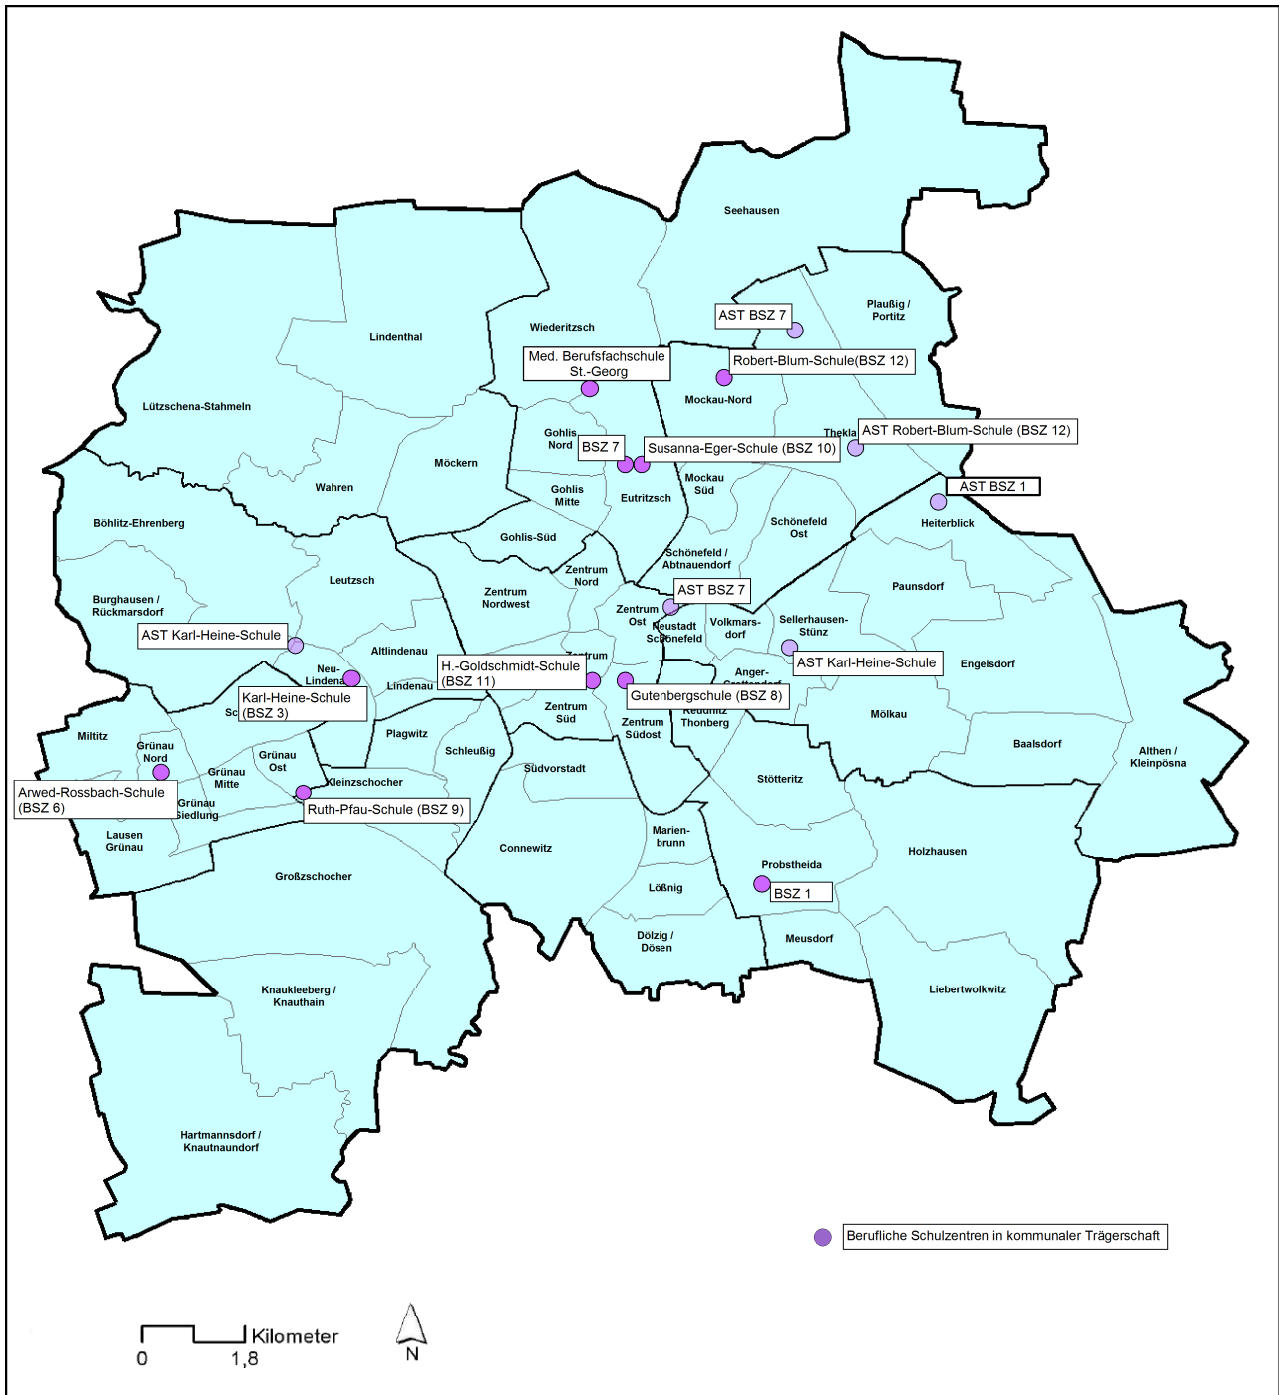 Seehausen
Plaußig /
Portitz
AST BSZ 7
Wiederitzsch
Lindenthal
Med. Berufsfachschule
St.-Georg
Robert-Blum-Schule(BSZ 12)
Mockau-Nord
Lützschena-Stahmeln
Thekla
AST Robert-Blum-Schule (BSZ 12)
Gohlis
Nord
BSZ 7
Susanna-Eger-Schule (BSZ 10)
Möckern
Wahren
Mockau
Süd
AST BSZ 1
Gohlis
Mitte
Eutritzsch
Böhlitz-Ehrenberg
Schönefeld
Ost
Heiterblick
Gohlis-Süd
Schönefeld /
Abtnauendorf
Leutzsch
Zentrum
Nord
Paunsdorf
Zentrum
Nordwest
AST BSZ 7
Burghausen /
Rückmarsdorf
Zentrum
Ost
Neustadt
Schönefeld
Volkmars-
dorf
Sellerhausen-
Stünz
AST Karl-Heine-Schule
Altlindenau
Zentrum
H.-Goldschmidt-Schule
(BSZ 11)
AST Karl-Heine-Schule
Engelsdorf
Neu-
Lindenau
Lindenau
Anger-
Crottendorf
Karl-Heine-Schule
(BSZ 3)
Gutenbergschule (BSZ 8)
Zentrum
Süd
Reudnitz
Thonberg
Mölkau
Zentrum
Südost
Miltitz
Plagwitz
Baalsdorf
Althen /
Kleinpösna
Grünau
Nord
Grünau
Ost
Schleußig
Grünau
Mitte
Südvorstadt
Stötteritz
Kleinzschocher
Arwed-Rossbach-Schule
(BSZ 6)
Grünau
Siedlung
Ruth-Pfau-Schule (BSZ 9)
Lausen
Grünau
Marien-
brunn
Connewitz
Holzhausen
Probstheida
Großzschocher
Lößnig
BSZ 1
Dölzig /
Dösen
Meusdorf
Knaukleeberg /
Knauthain
Liebertwolkwitz
Hartmannsdorf /
Knautnaundorf
Berufliche Schulzentren in kommunaler Trägerschaft
Kilometer
0
1,8
N